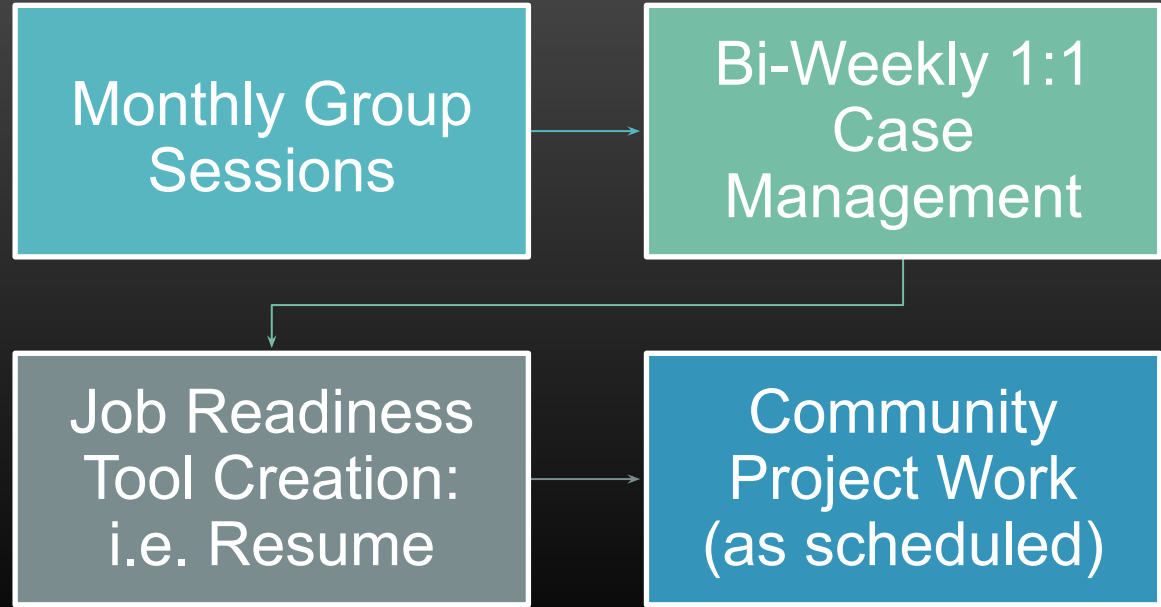 Monthly Group
Sessions
Bi-Weekly 1:1
Case
Management
Job Readiness
Tool Creation:
i.e. Resume
Community
Project Work
(as scheduled)